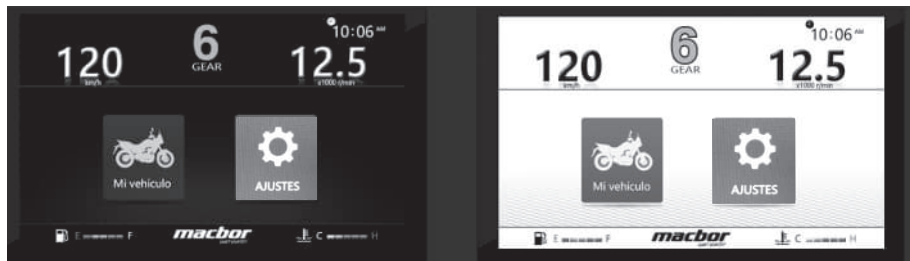 10:06 AM
6
GEAR
120
km/h
12.5
x1000 r/min
Mi vehículo
AJUSTES
E F
macbor
C H
10:06 AM
6
GEAR
120
km/h
12.5
x1000 r/min
Mi vehículo
AJUSTES
E F
macbor
C H